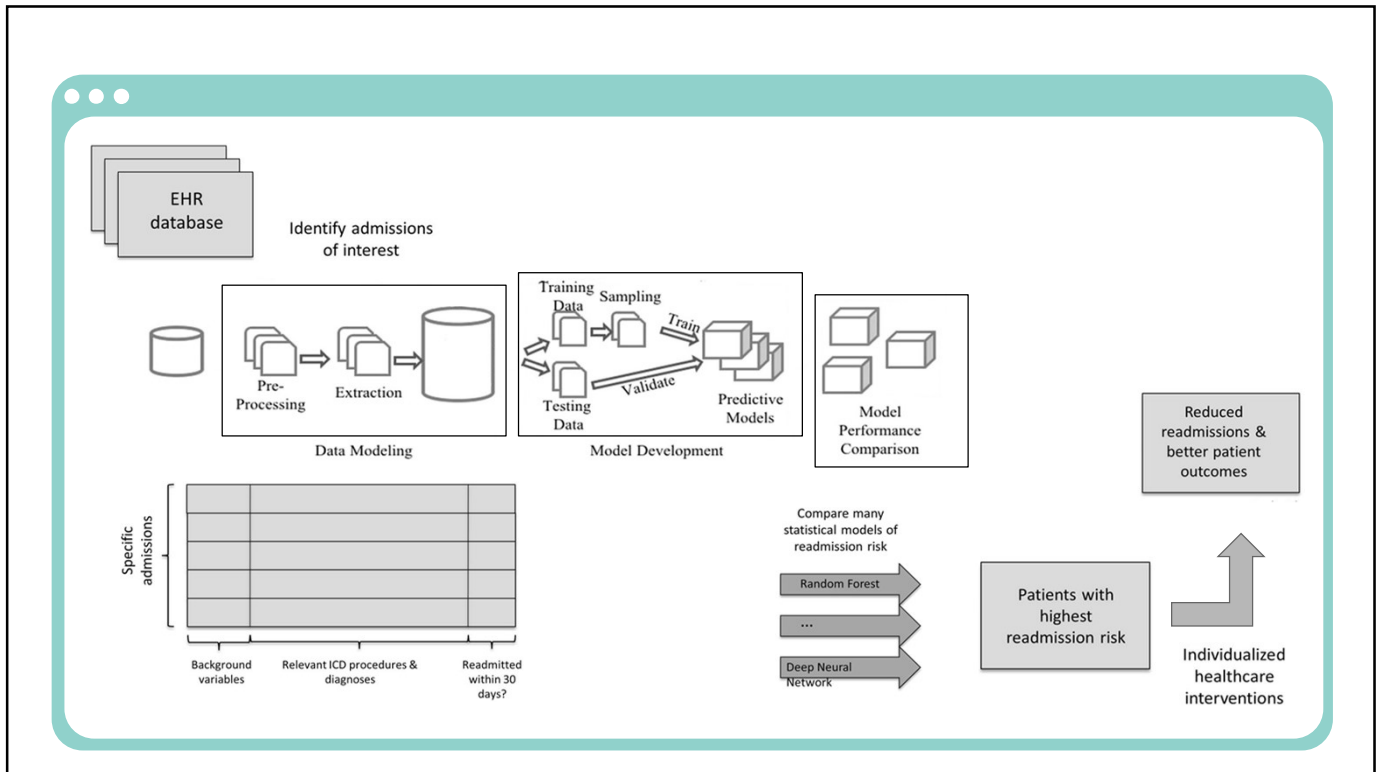 EHR
database
Identify admissions
of interest
Pre-
Processing
Extraction
Data Modeling
Training
Data
Sampling
Train
Testing
Data
Validate
Predictive
Models
Model Development
Model
Performance
Comparison
Specific
admissions
Background
variables
Relevant ICD procedures &
diagnoses
Readmitted
within 30
days?
Compare many
statistical models of
readmission risk
Random Forest
...
Deep Neural
Network
Patients with
highest
readmission risk
Individualized
healthcare
interventions
Reduced
readmissions &
better patient
outcomes